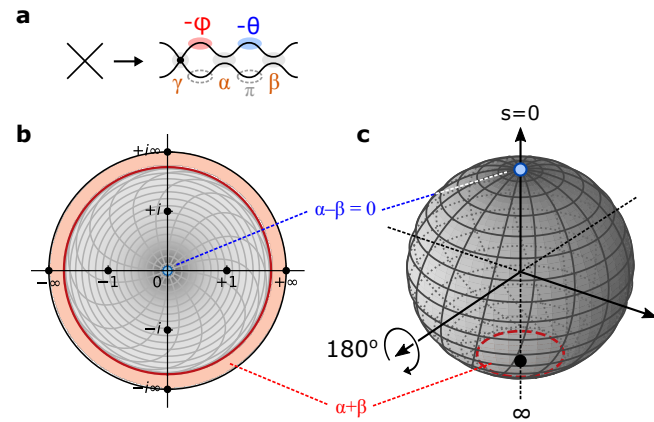 a
-φ -θ
γ α π β
b
c
s=0
+i∞
+i
α–β = 0
-∞ −1 0 +1 +∞
−i
180°
−i∞
α+β
∞